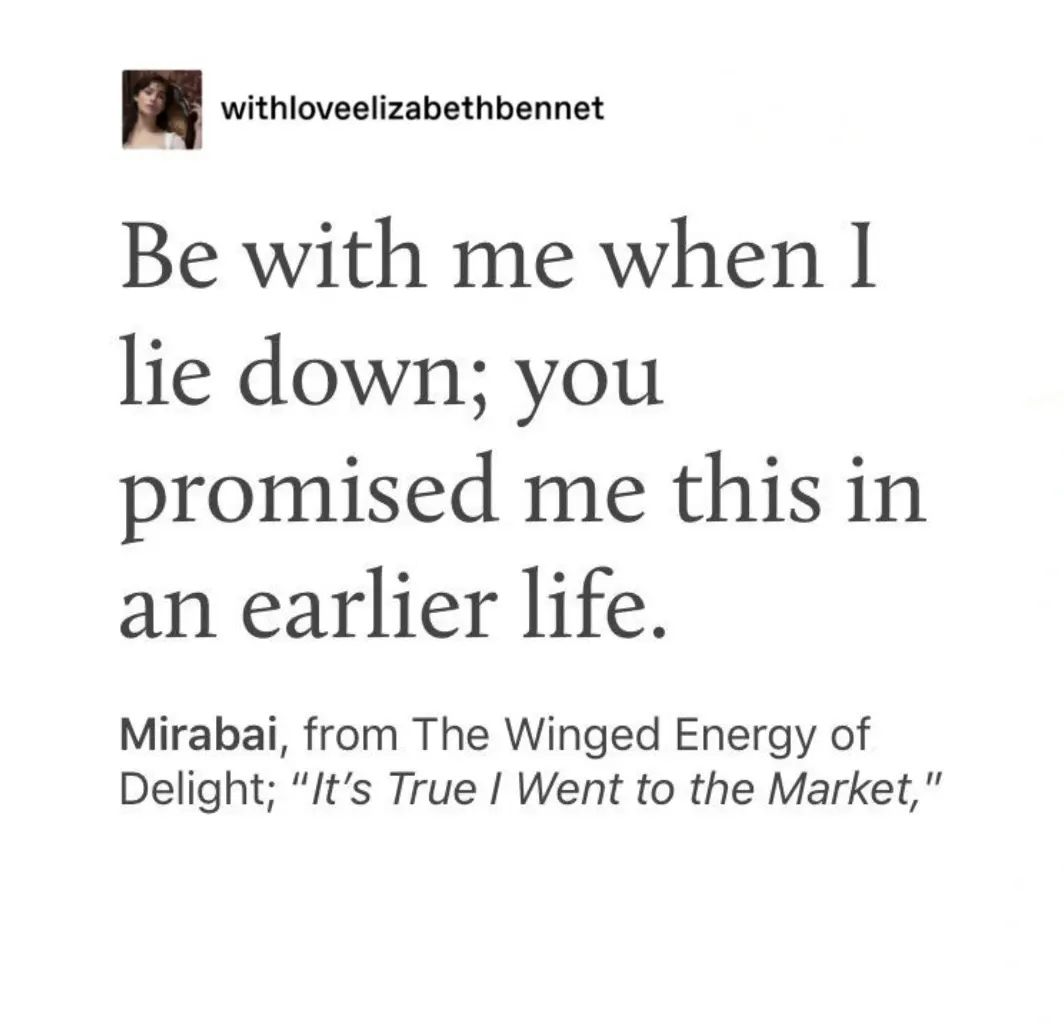 withloveelizabethbennet
Be with me when I
lie down; you
promised me this in
an earlier life.
Mirabai, from The Winged Energy of
Delight; “It’s True I Went to the Market,"